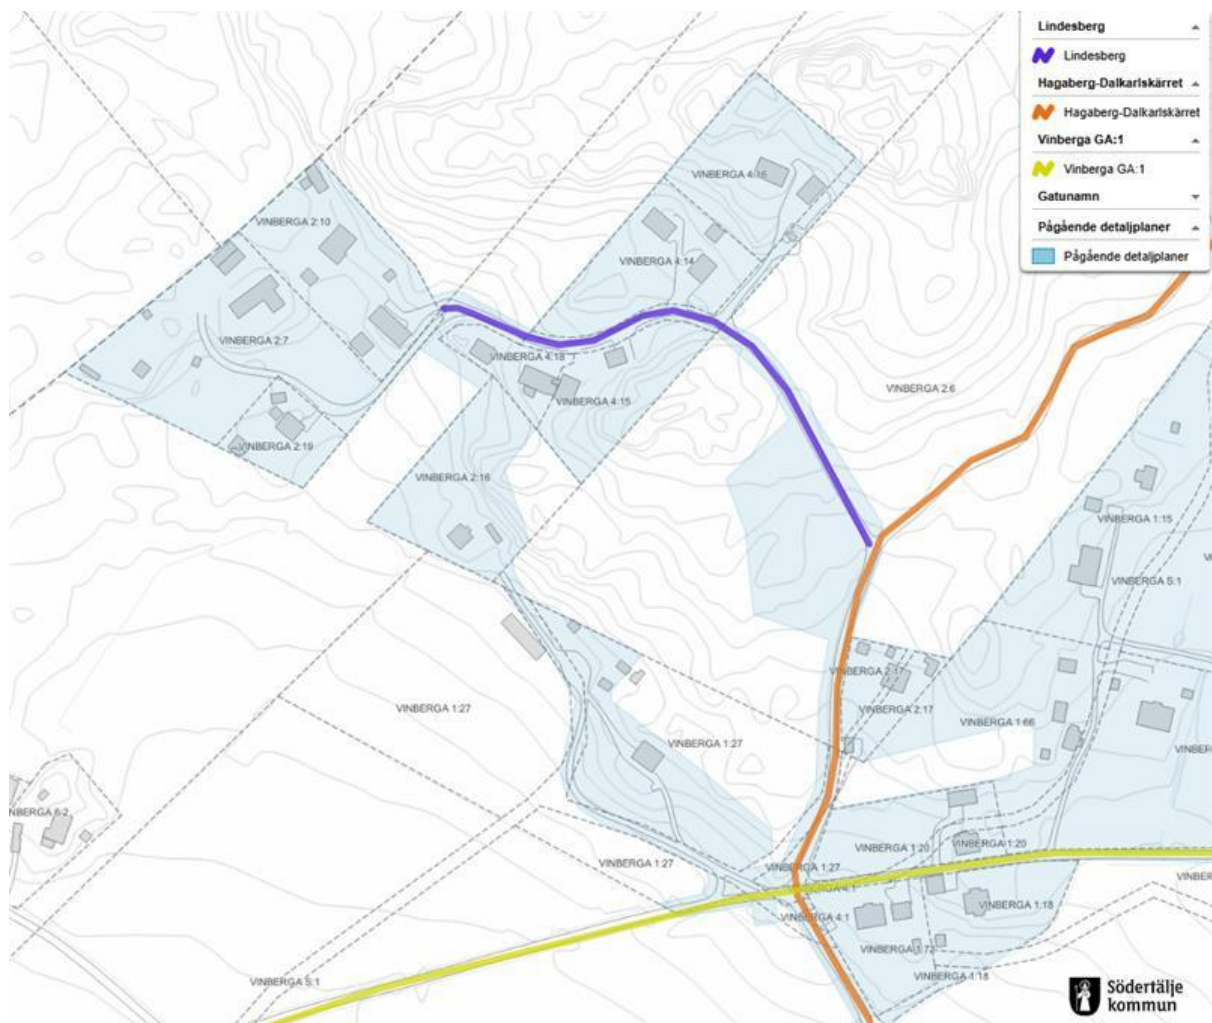 Lindesberg
Lindesberg
Hagaberg-Dalkarlskärret
Hagaberg-Dalkarlskärret
Vinberga GA:1
Vinberga GA:1
Gatunamn
Pågående detaljplaner
Pågående detaljplaner
VINBERGA 4:16
VINBERGA 2:10
VINBERGA 4:14
VINBERGA 2:7
VINBERGA 4:18
VINBERGA 2:6
VINBERGA 4:15
VINBERGA 2:19
VINBERGA 2:16
VINBERGA 1:15
VINBERGA S:1
VINBERGA 2:17
VINBERGA 1:27
VINBERGA 2:17
VINBERGA 1:66
VINBERGA 1:27
VINBER
NBERGA 6:2
VINBERGA 1:20
VINBERGA 1:20
VINBERGA 1:27
VINBERGA 1:27
VINBER
VINBERGA 4:1
VINBERGA 1:18
VINBERGA 1:72
VINBERGA S:1
VINBERGA 1:18
Södertälje
kommun